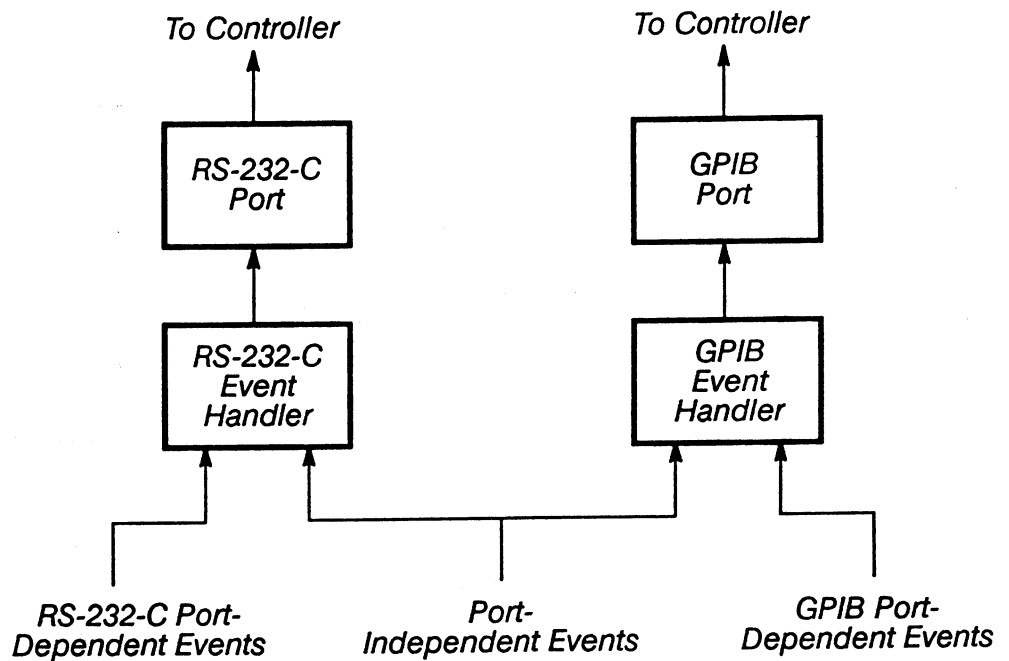 To Controller
To Controller
RS-232-C
Port
GPIB
Port
RS-232-C
Event
Handler
GPIB
Event
Handler
RS-232-C Port-
Dependent Events
Port-
Independent Events
GPIB Port-
Dependent Events